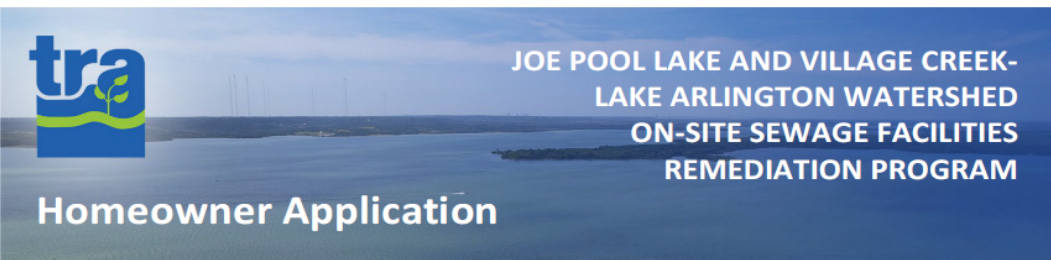 tra
JOE POOL LAKE AND VILLAGE CREEK-
LAKE ARLINGTON WATERSHED
ON-SITE SEWAGE FACILITIES
REMEDIATION PROGRAM
Homeowner Application